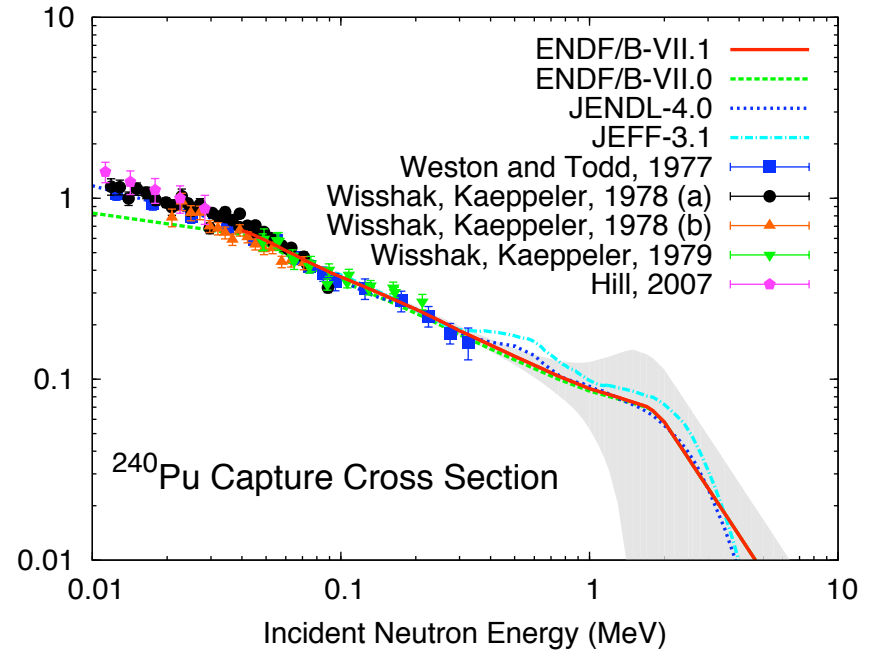 10
1
0.1
0.01
ENDF/B-VII.1
ENDF/B-VII.0
JENDL-4.0
JEFF-3.1
Weston and Todd, 1977
Wisshak, Kaeppeler, 1978 (a)
Wisshak, Kaeppeler, 1978 (b)
Wisshak, Kaeppeler, 1979
Hill, 2007
²⁴⁰Pu Capture Cross Section
0.01 0.1 1 10
Incident Neutron Energy (MeV)